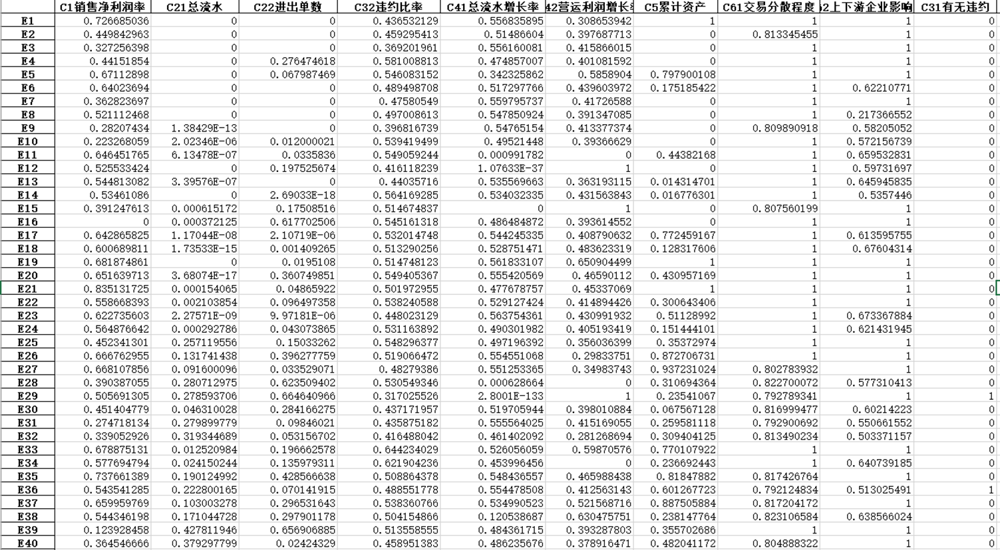 C1销售净利润率 C21总流水 C22进出单数 C32违约比率 C41总流水增长率 42营运利润增长率 C5累计资产 C61交易分散程度 62上下游企业影响 C31有无违约
E1 0.726685036 0 0 0.436532129 0.556835895 0.308653942 1 1 1 0
E2 0.449842963 0 0 0.459295413 0.51486604 0.397687713 0 0.813345455 1 0
E3 0.327256398 0 0 0.369201961 0.556160081 0.415866015 0 1 1 0
E4 0.44151854 0 0.276474618 0.581008813 0.474857007 0.401081592 0 1 1 0
E5 0.67112898 0 0.067987469 0.546083152 0.342325862 0.5858904 0.797900108 1 1 0
E6 0.64023694 0 0 0.489498708 0.517297766 0.439603972 0.175185422 1 0.62210771 0
E7 0.362823697 0 0 0.47580549 0.559795737 0.41726588 0 1 1 0
E8 0.521112468 0 0 0.497008613 0.547850924 0.391347085 0 1 0.217366552 0
E9 0.28207434 1.38429E-13 0 0.396816739 0.54765154 0.413377374 0 0.809890918 0.58205052 0
E10 0.223268059 2.02346E-06 0.012000021 0.539419499 0.49521448 0.39366629 0 1 0.572156739 0
E11 0.646451765 6.13478E-07 0.0335836 0.549059244 0.000991782 0 0.44382168 1 0.659532831 0
E12 0.525533424 0 0.197525674 0.416118239 1.07633E-37 1 0 1 0.59731697 0
E13 0.544813082 3.39576E-07 0 0.44035716 0.535569663 0.363193115 0.014314701 1 0.645945835 0
E14 0.53461086 0 2.69033E-18 0.564169285 0.534032335 0.431563843 0.016776301 1 0.5357446 0
E15 0.391247613 0.000615172 0.17508516 0.514674837 0 1 0 0.807560199 1 0
E16 0 0.000372125 0.617702506 0.545161318 0.486484872 0.393614552 0 1 1 0
E17 0.642865825 1.17044E-08 2.10719E-06 0.532014748 0.544245335 0.408790632 0.772459167 1 0.613595755 0
E18 0.600689811 1.73533E-15 0.001409265 0.513290256 0.528751471 0.483623319 0.128317606 1 0.67604314 0
E19 0.681874861 0 0.0195108 0.514748123 0.561833107 0.650904499 1 1 1 0
E20 0.651639713 3.68074E-17 0.360749851 0.549405367 0.555420569 0.46590112 0.430957169 1 1 0
E21 0.835131725 0.000154065 0.04865922 0.501972955 0.477678757 0.45337069 1 1 1 0
E22 0.558668393 0.002103854 0.096497358 0.538240588 0.529127424 0.414894426 0.300643406 1 1 0
E23 0.622735603 2.27571E-09 9.97181E-06 0.448023129 0.563754361 0.430991932 0.51128992 1 0.673367884 0
E24 0.564876642 0.000292786 0.043073865 0.531163892 0.490301982 0.405193419 0.151444101 1 0.621431945 0
E25 0.452341301 0.257119556 0.15033262 0.548296377 0.497196392 0.356036399 0.35372974 1 1 0
E26 0.666762955 0.131741438 0.396277759 0.519066472 0.554551068 0.29833751 0.872706731 1 1 0
E27 0.668107856 0.091600096 0.033529071 0.48279386 0.551253365 0.34983743 0.937231024 0.802783932 1 0
E28 0.390387055 0.280712975 0.623509402 0.530549346 0.000628664 0 0.310694364 0.822700072 0.577310413 0
E29 0.505691305 0.278593706 0.664640966 0.317025526 2.8001E-133 1 0.23541067 0.792789341 1 1
E30 0.451404779 0.046310028 0.284166275 0.437171957 0.519705944 0.398010884 0.067567128 0.816999477 0.60214223 0
E31 0.274718134 0.279899779 0.09846021 0.435875182 0.555564025 0.415169055 0.259581118 0.792900692 0.550661552 0
E32 0.339052926 0.319344689 0.053156702 0.416488042 0.461402092 0.281268694 0.309404125 0.813490234 0.503371157 0
E33 0.678875131 0.012520984 0.196662578 0.644234029 0.526056059 0.59870576 0.770107922 1 1 0
E34 0.577694794 0.024150244 0.135979311 0.621904236 0.453996456 0 0.236692443 1 0.640739185 0
E35 0.737661389 0.190124992 0.428566638 0.508864378 0.548436557 0.465988438 0.81847882 0.817426764 1 0
E36 0.543541285 0.222800165 0.070141915 0.488551778 0.554478508 0.412563143 0.601267723 0.792124834 0.513025491 1
E37 0.659959769 0.103003278 0.296531643 0.538360766 0.534990523 0.521568716 0.887505884 0.817204172 1 0
E38 0.544346198 0.171044728 0.297901178 0.504154866 0.120538687 0.630475751 0.238147764 0.823106584 0.638566024 0
E39 0.123928458 0.427811946 0.656906885 0.513558555 0.484361715 0.393287803 0.355702686 1 1 0
E40 0.364546666 0.379297799 0.02424329 0.458951383 0.486235676 0.378916471 0.482041172 0.804888322 1 0